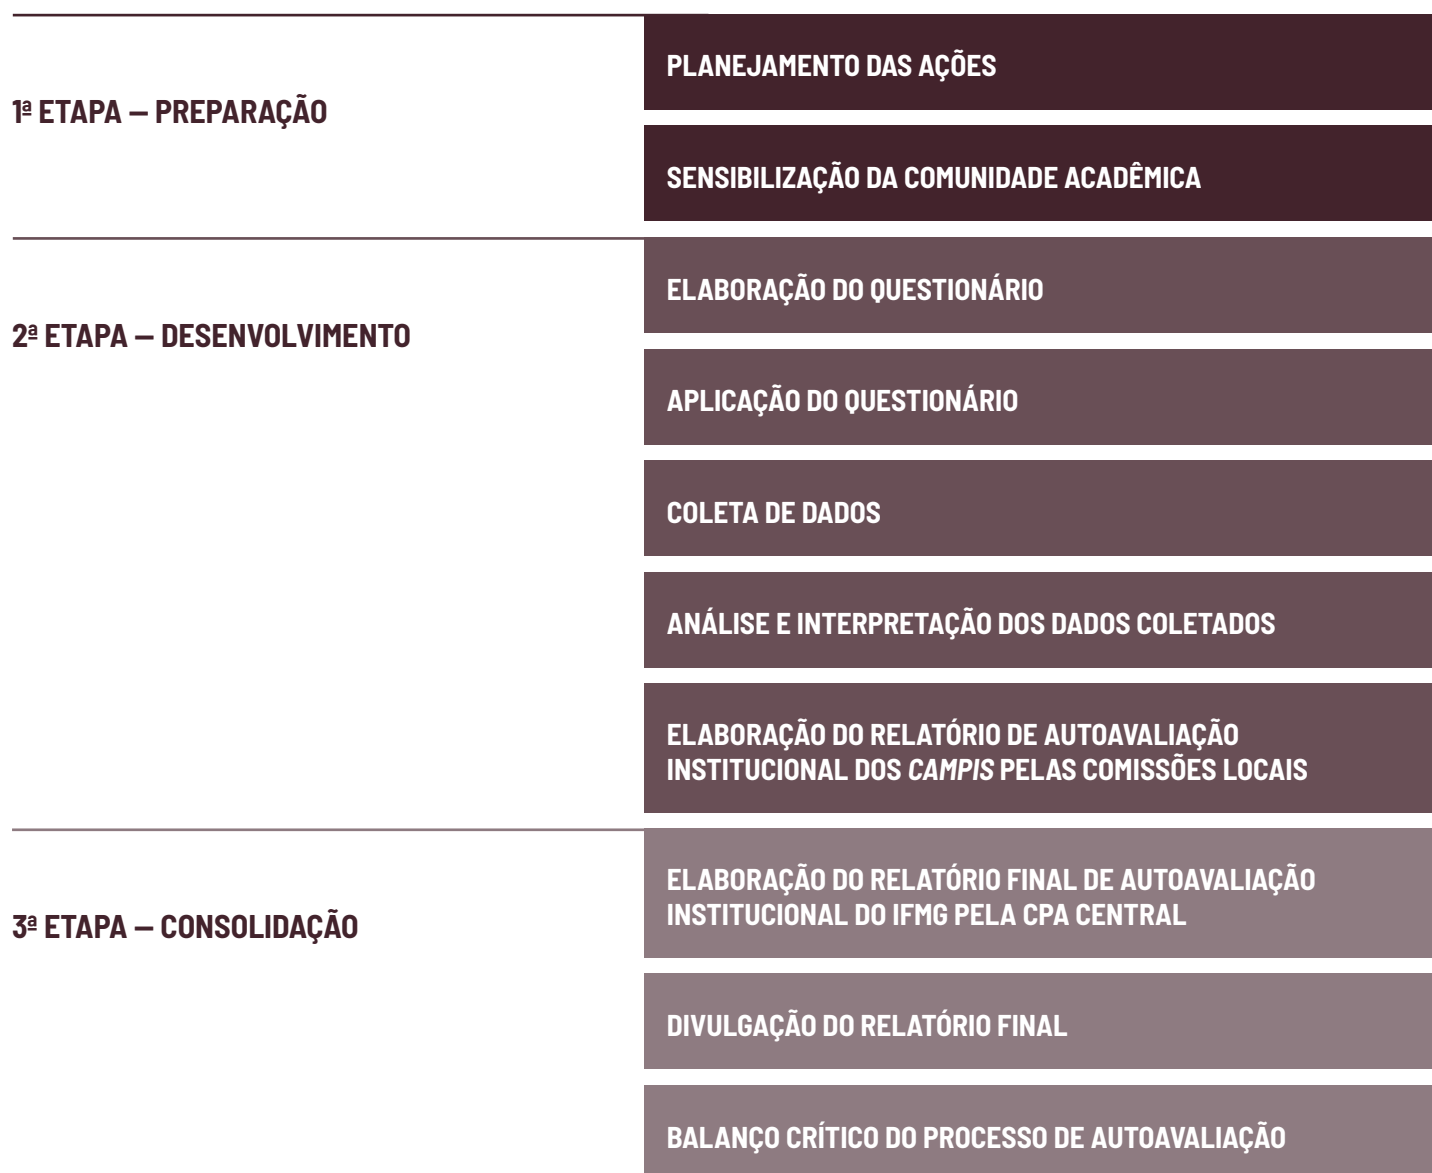 1ª ETAPA – PREPARAÇÃO
PLANEJAMENTO DAS AÇÕES
SENSIBILIZAÇÃO DA COMUNIDADE ACADÊMICA
2ª ETAPA – DESENVOLVIMENTO
ELABORAÇÃO DO QUESTIONÁRIO
APLICAÇÃO DO QUESTIONÁRIO
COLETA DE DADOS
ANÁLISE E INTERPRETAÇÃO DOS DADOS COLETADOS
ELABORAÇÃO DO RELATÓRIO DE AUTOAVALIAÇÃO
INSTITUCIONAL DOS CAMPIS PELAS COMISSÕES LOCAIS
3ª ETAPA – CONSOLIDAÇÃO
ELABORAÇÃO DO RELATÓRIO FINAL DE AUTOAVALIAÇÃO
INSTITUCIONAL DO IFMG PELA CPA CENTRAL
DIVULGAÇÃO DO RELATÓRIO FINAL
BALANÇO CRÍTICO DO PROCESSO DE AUTOAVALIAÇÃO